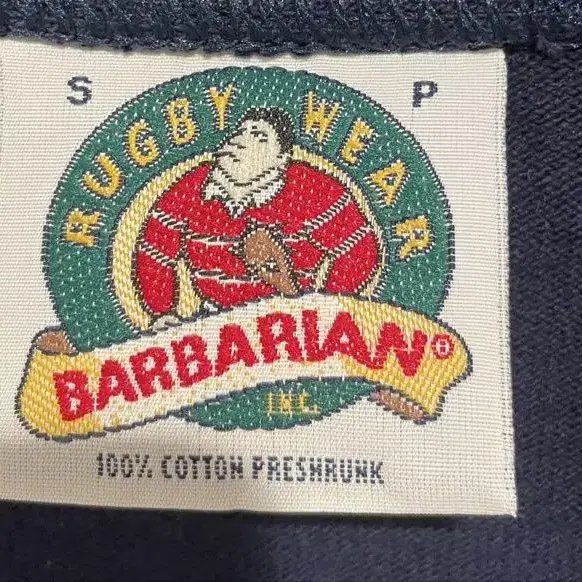 S P
RUGBY WEAR
BARBARIAN®
INC.
100% COTTON PRESHRUNK